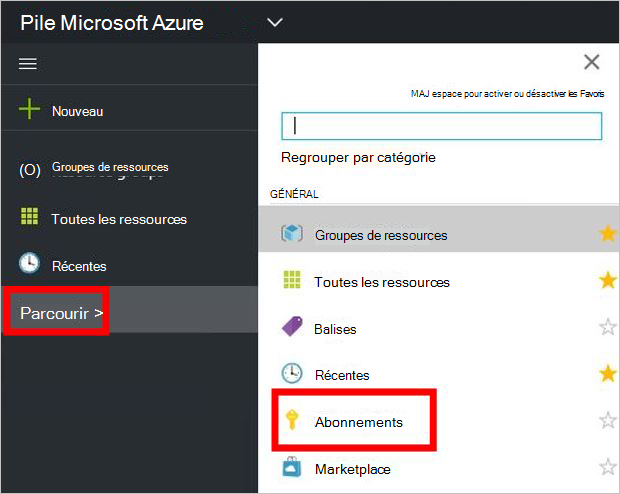 Pile Microsoft Azure
Nouveau
(O) Groupes de ressources
Toutes les ressources
Récentes
Parcourir >
MAJ espace pour activer ou désactiver les Favoris
Regrouper par catégorie
GÉNÉRAL
Groupes de ressources
Toutes les ressources
Balises
Récentes
Abonnements
Marketplace